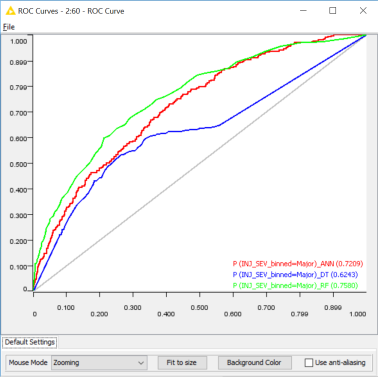 ROC Curves - 2:60 - ROC Curve
File
1.000
0.899
0.799
0.700
0.600
0.500
0.400
0.300
0.200
0.100
0
P (INJ_SEV_binned=Major)_ANN (0.7209)
P (INJ_SEV_binned=Major)_DT (0.6243)
P (INJ_SEV_binned=Major)_RF (0.7580)
0 0.100 0.200 0.300 0.400 0.500 0.600 0.700 0.799 0.899 1.000
Default Settings
Mouse Mode Zooming Fit to size Background Color Use anti-aliasing